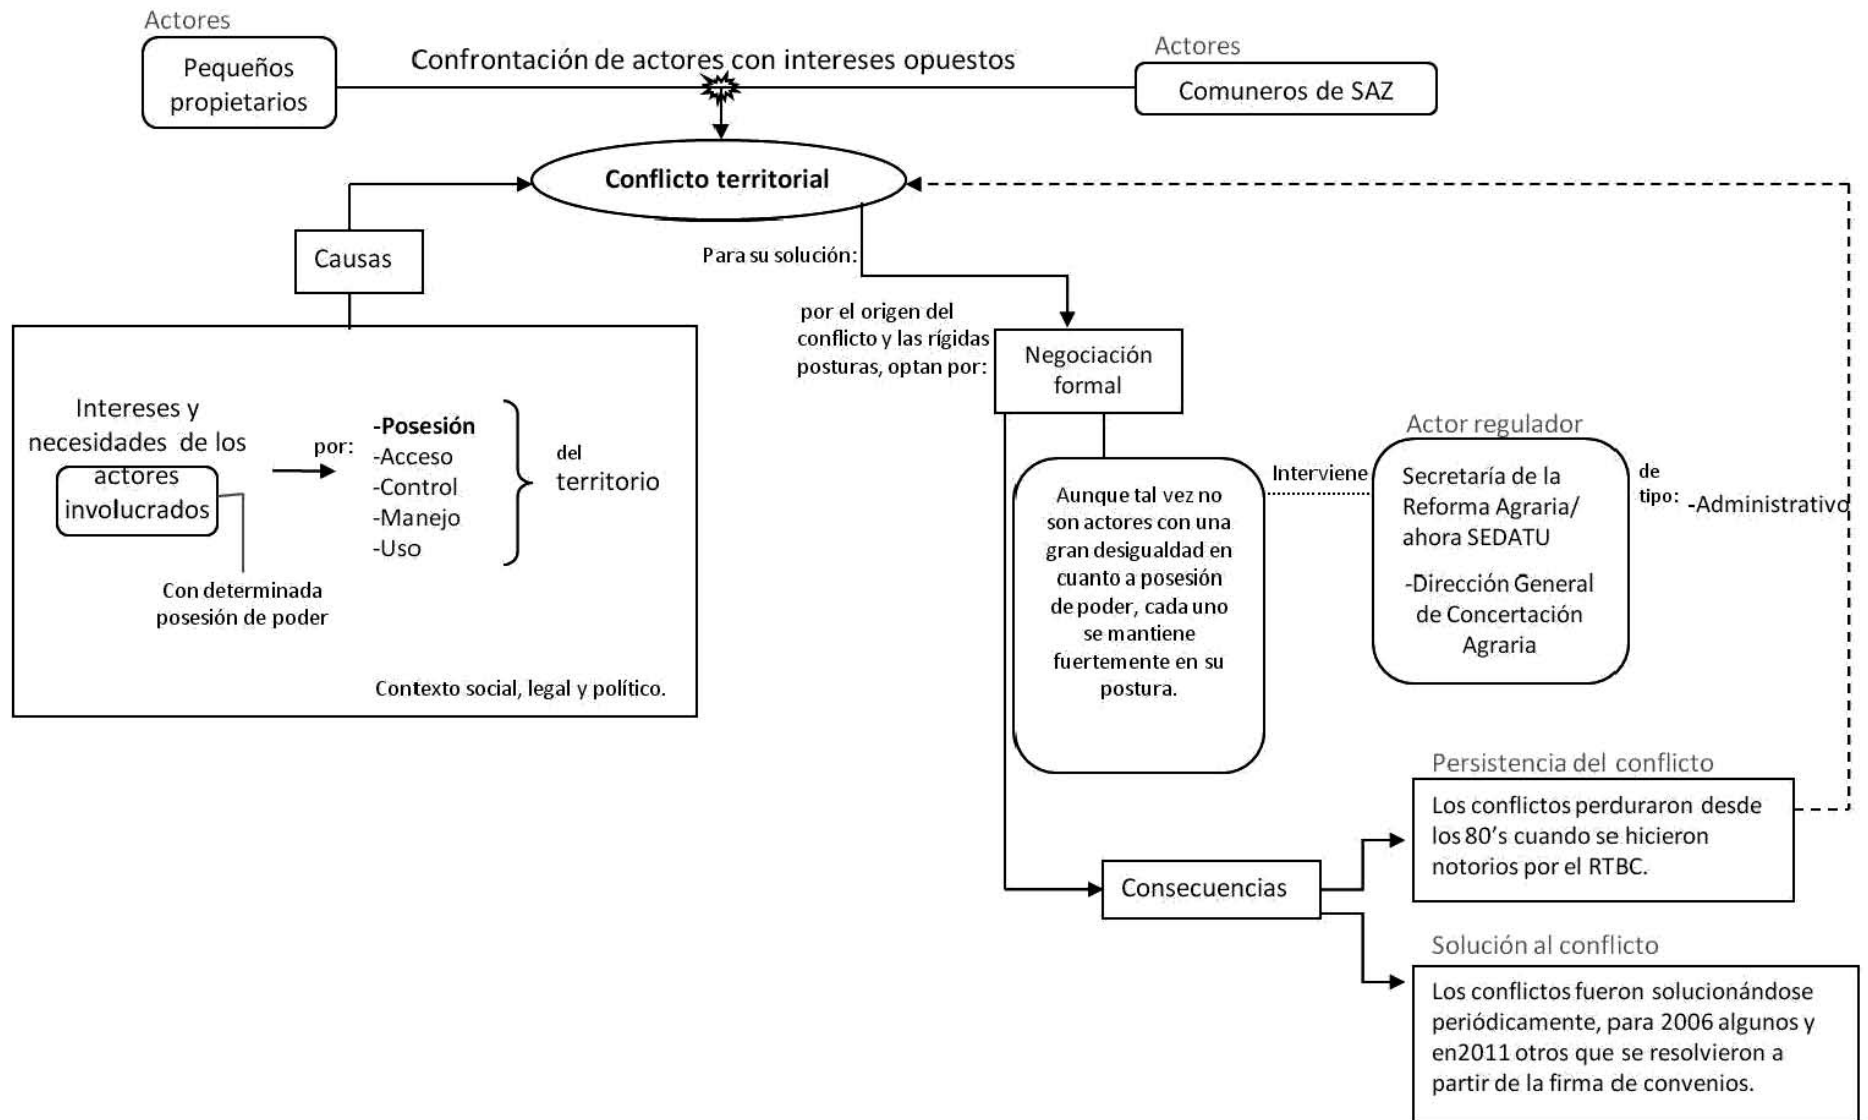 Actores
Pequeños
propietarios
Confrontación de actores con intereses opuestos
Actores
Comuneros de SAZ
Conflicto territorial
Causas
Para su solución:
por el origen del
conflicto y las rígidas
posturas, optan por:
Negociación
formal
Intereses y
necesidades de los
actores
involucrados
por:
-Posesión
-Acceso
-Control
-Manejo
-Uso
del
territorio
Con determinada
posesión de poder
Contexto social, legal y político.
Aunque tal vez no
son actores con una
gran desigualdad en
cuanto a posesión
de poder, cada uno
se mantiene
fuertemente en su
postura.
Interviene
Actor regulador
Secretaría de la
Reforma Agraria/
ahora SEDATU
-Dirección General
de Concertación
Agraria
de
tipo:
-Administrativo
Consecuencias
Persistencia del conflicto
Los conflictos perduraron desde
los 80's cuando se hicieron
notorios por el RTBC.
Solución al conflicto
Los conflictos fueron solucionándose
periódicamente, para 2006 algunos y
en2011 otros que se resolvieron a
partir de la firma de convenios.